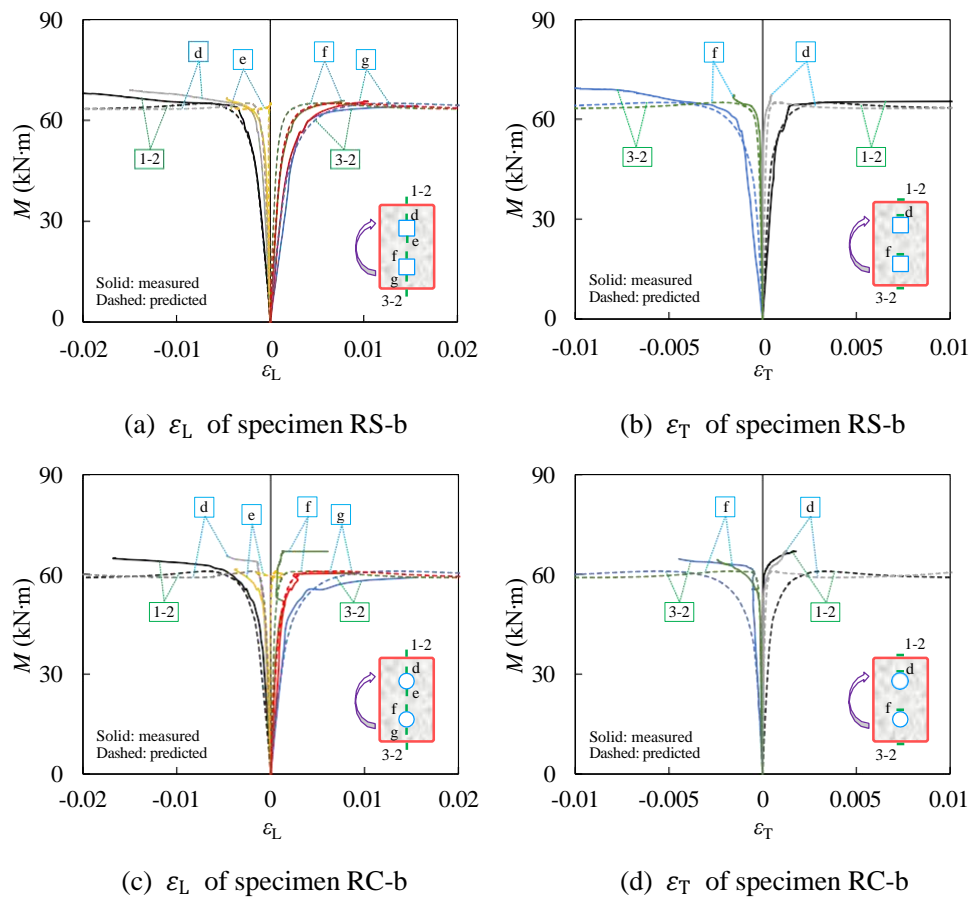 90
60
30
0
M (kN·m)
d
e
f
g
1-2
3-2
1-2
d
e
f
g
3-2
Solid: measured
Dashed: predicted
-0.02
-0.01
0
0.01
0.02
εL
(a) εL of specimen RS-b
90
60
30
0
M (kN·m)
f
d
3-2
1-2
1-2
d
f
3-2
Solid: measured
Dashed: predicted
-0.01
-0.005
0
0.005
0.01
εT
(b) εT of specimen RS-b
90
60
30
0
M (kN·m)
d
e
f
g
1-2
3-2
1-2
d
e
f
g
3-2
Solid: measured
Dashed: predicted
-0.02
-0.01
0
0.01
0.02
εL
(c) εL of specimen RC-b
90
60
30
0
M (kN·m)
f
d
3-2
1-2
1-2
d
f
3-2
Solid: measured
Dashed: predicted
-0.01
-0.005
0
0.005
0.01
εT
(d) εT of specimen RC-b